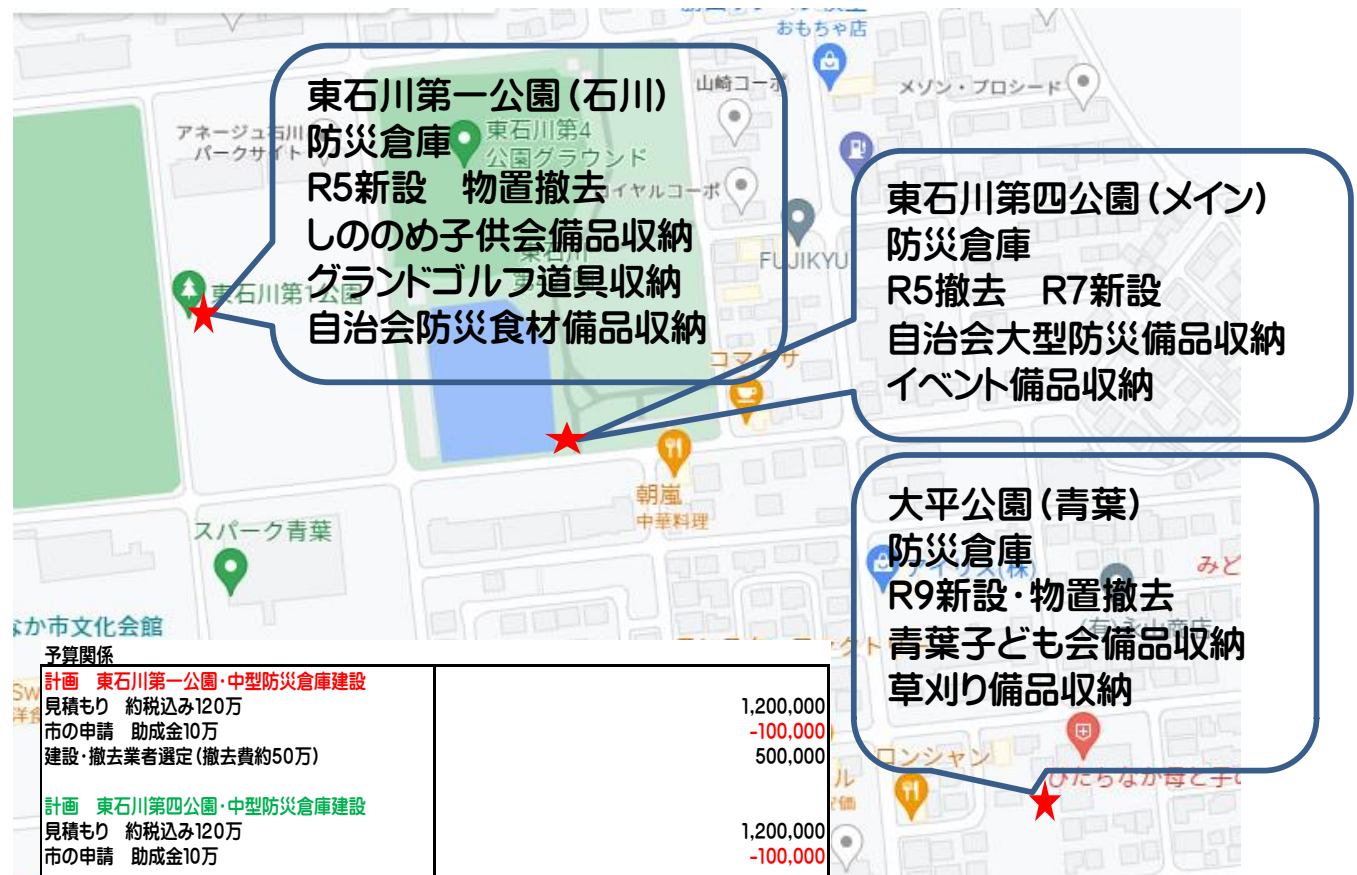 おもちゃ店
山崎コーポ
メゾン・プロシード
アネージュ石川
パークサイト
東石川第4
公園グラウンド
東石川第一公園(石川)
防災倉庫
R5新設 物置撤去
しののめ子供会備品収納
グランドゴルフ道具収納
自治会防災食材備品収納
東石川第1公園
FUJIKYU
東石川第四公園(メイン)
防災倉庫
R5撤去 R7新設
自治会大型防災備品収納
イベント備品収納
コマクサ
朝嵐
中華料理
スパーク青葉
か市文化会館
大平公園(青葉)
防災倉庫
R9新設・物置撤去
青葉子ども会備品収納
草刈り備品収納
みど
(有)永山商店
ロンシャン
ひたちなか母と子の
予算関係
計画 東石川第一公園・中型防災倉庫建設
見積もり 約税込み120万 1,200,000
市の申請 助成金10万 -100,000
建設・撤去業者選定(撤去費約50万) 500,000
計画 東石川第四公園・中型防災倉庫建設
見積もり 約税込み120万 1,200,000
市の申請 助成金10万 -100,000